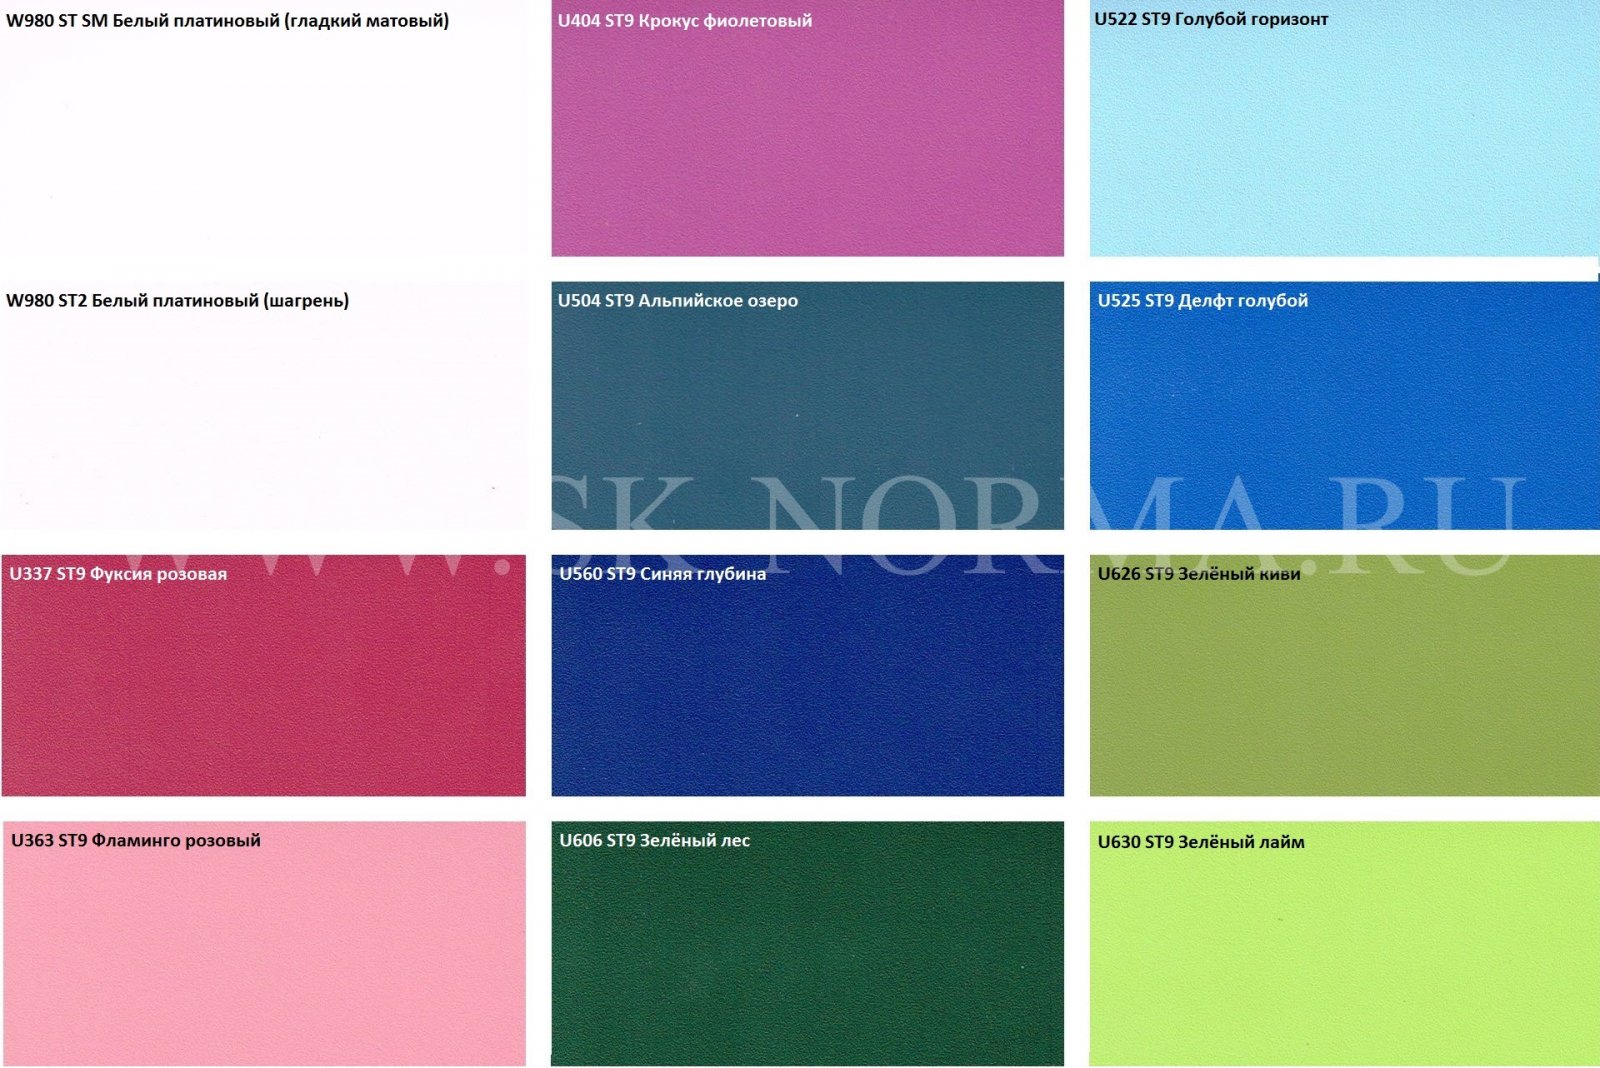 W980 ST SM Белый платиновый (гладкий матовый)
U404 ST9 Крокус фиолетовый
U522 ST9 Голубой горизонт
W980 ST2 Белый платиновый (шагрень)
U504 ST9 Альпийское озеро
U525 ST9 Делфт голубой
WWW.SK-NORMA.RU
U337 ST9 Фуксия розовая
U560 ST9 Синяя глубина
U626 ST9 Зелёный киви
U363 ST9 Фламинго розовый
U606 ST9 Зелёный лес
U630 ST9 Зелёный лайм